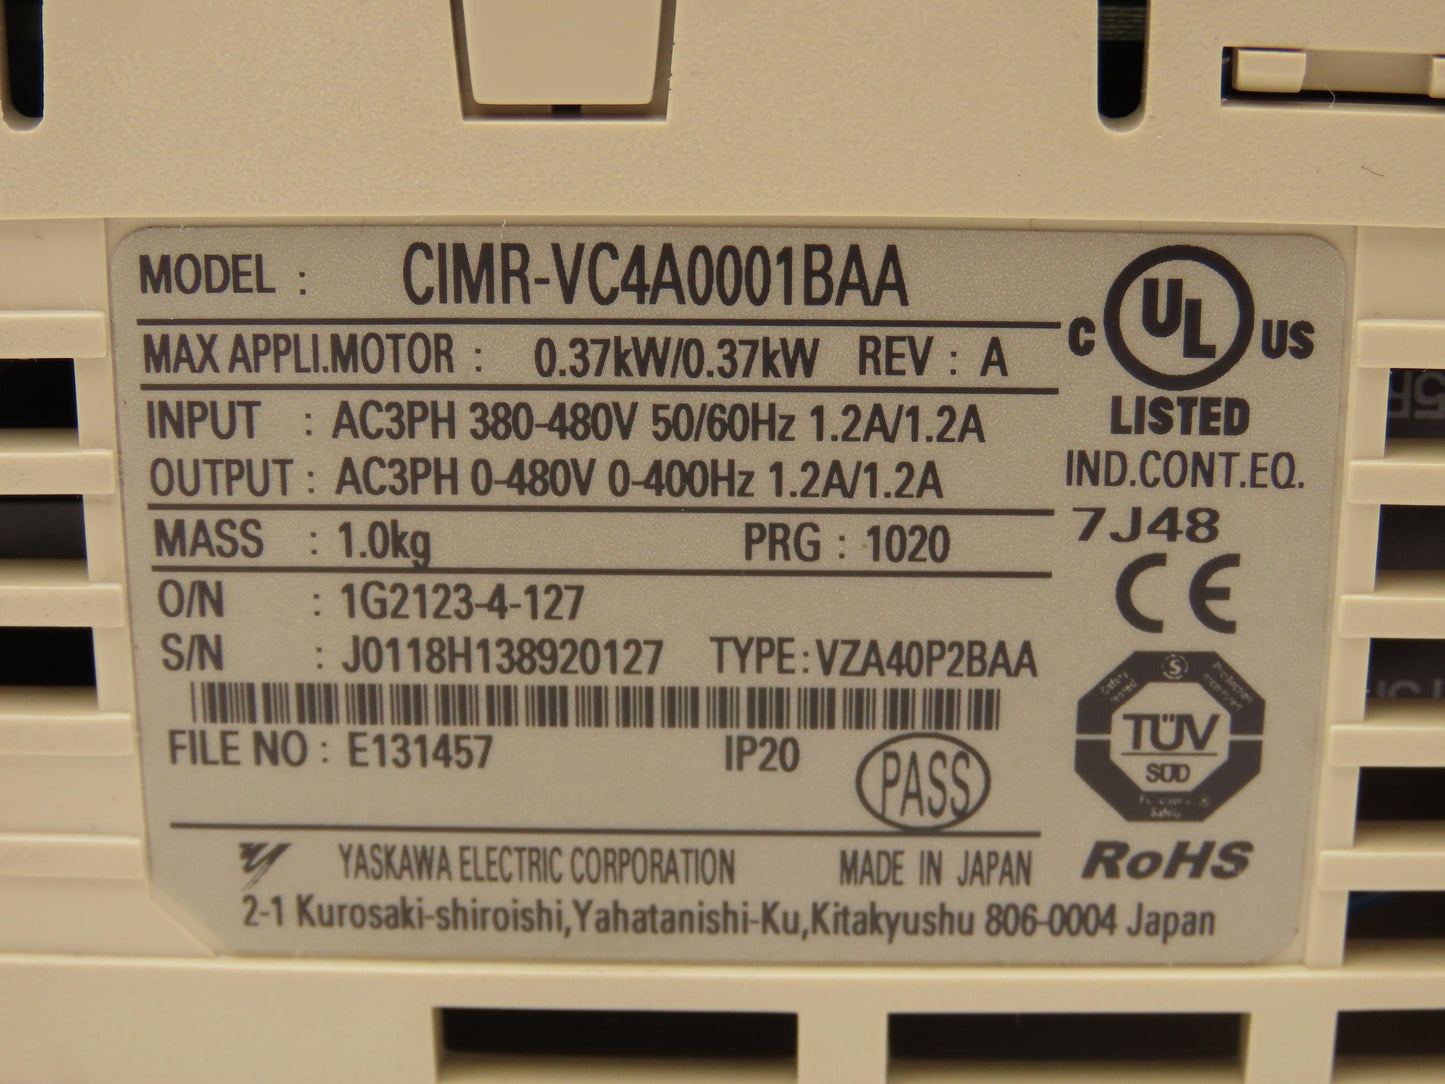 MODEL : CIMR-VC4A0001BAA
MAX APPLI.MOTOR : 0.37kW/0.37kW REV : A
INPUT : AC3PH 380-480V 50/60Hz 1.2A/1.2A
OUTPUT : AC3PH 0-480V 0-400Hz 1.2A/1.2A
MASS : 1.0kg PRG : 1020
O/N : 1G2123-4-127
S/N : J0118H138920127 TYPE : VZA40P2BAA
FILE NO : E131457 IP20 PASS
YASKAWA ELECTRIC CORPORATION MADE IN JAPAN
2-1 Kurosaki-shiroishi,Yahatanishi-Ku,Kitakyushu 806-0004 Japan
C UL US
LISTED
IND.CONT.EQ.
7J48
CE
Safety tested
S
TÜV
SÜD
Safety
RoHS